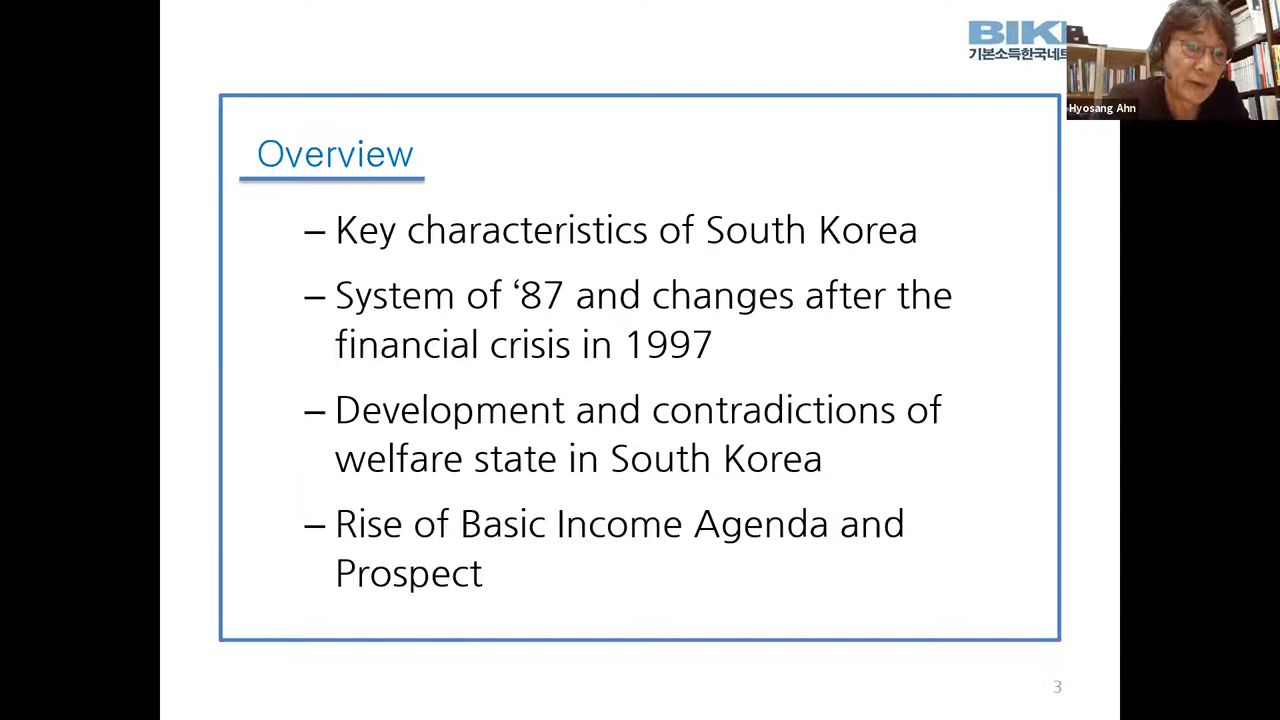 BIK
기본소득한국네트
Hyosang Ahn
Overview
– Key characteristics of South Korea
– System of ‘87 and changes after the
financial crisis in 1997
– Development and contradictions of
welfare state in South Korea
– Rise of Basic Income Agenda and
Prospect
3